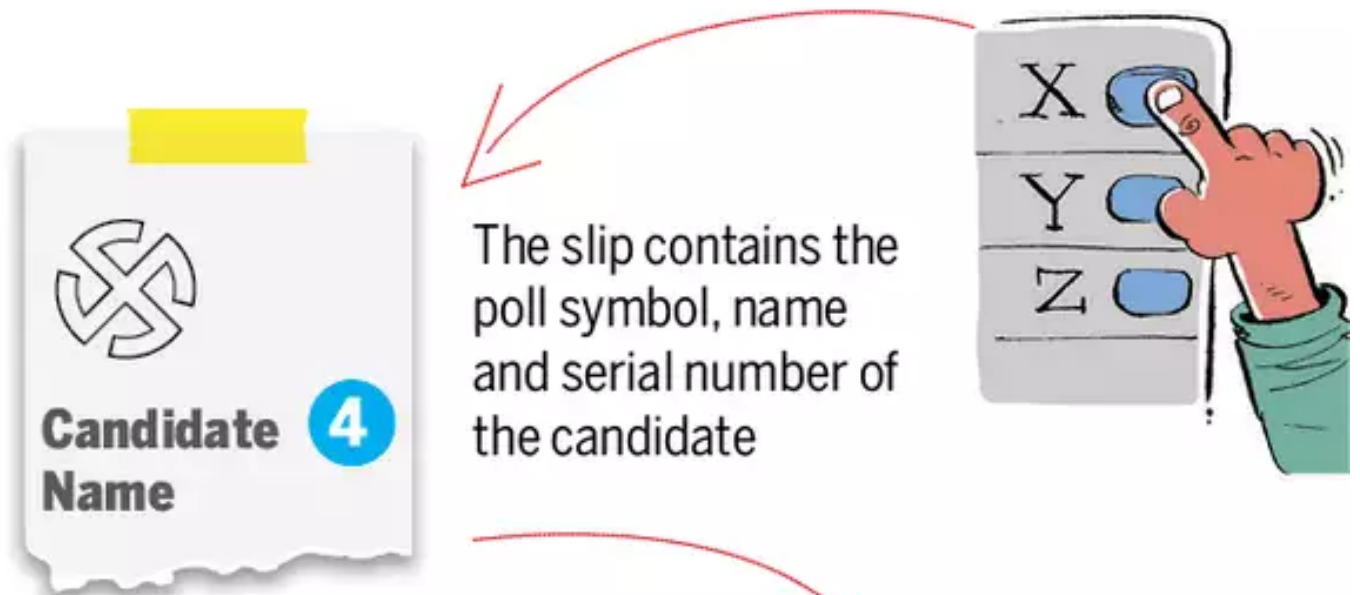 X
Y
Z
The slip contains the
poll symbol, name
and serial number of
the candidate
Candidate 4
Name